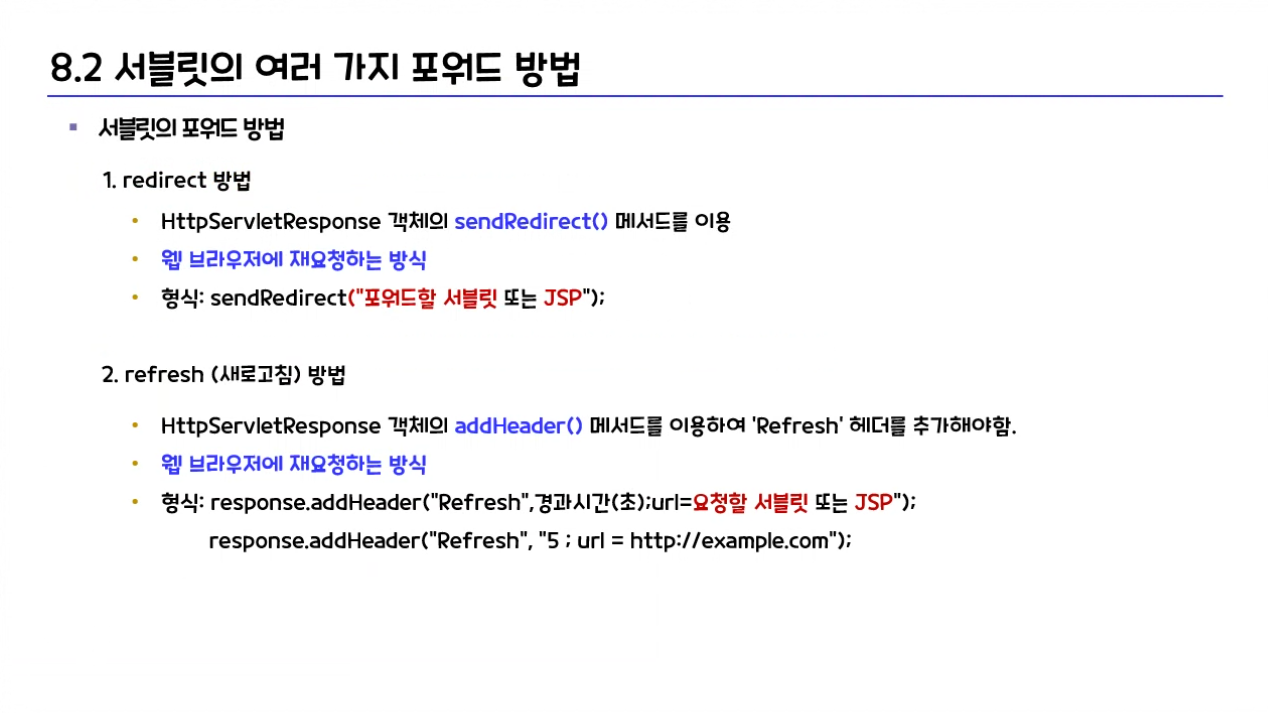 8.2 서블릿의 여러 가지 포워드 방법
▪ 서블릿의 포워드 방법
1. redirect 방법
• HttpServletResponse 객체의 sendRedirect() 메서드를 이용
• 웹 브라우저에 재요청하는 방식
• 형식: sendRedirect("포워드할 서블릿 또는 JSP");
2. refresh (새로고침) 방법
• HttpServletResponse 객체의 addHeader() 메서드를 이용하여 'Refresh' 헤더를 추가해야함.
• 웹 브라우저에 재요청하는 방식
• 형식: response.addHeader("Refresh",경과시간(초);url=요청할 서블릿 또는 JSP");
response.addHeader("Refresh", "5 ; url = http://example.com");